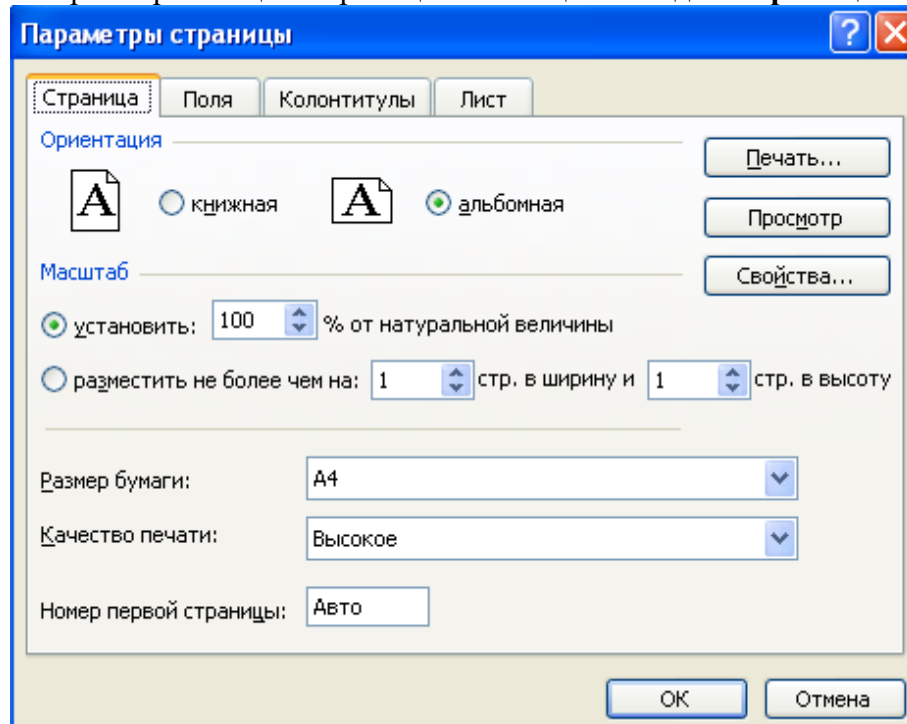 Параметры страницы
Страница Поля Колонтитулы Лист
Ориентация
Печать...
A книжная A альбомная
Просмотр
Масштаб
Свойства...
установить: 100 % от натуральной величины
разместить не более чем на: 1 стр. в ширину и 1 стр. в высоту
Размер бумаги: A4
Качество печати: Высокое
Номер первой страницы: Авто
ОК Отмена